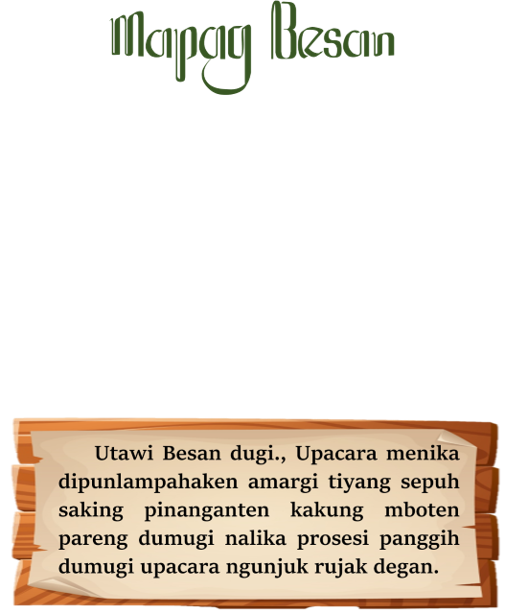 Mapag Besan
Utawi Besan dugi., Upacara menika
dipunlampahaken amargi tiyang sepuh
saking pinanganten kakung mboten
pareng dumugi nalika prosesi panggih
dumugi upacara ngunjuk rujak degan.